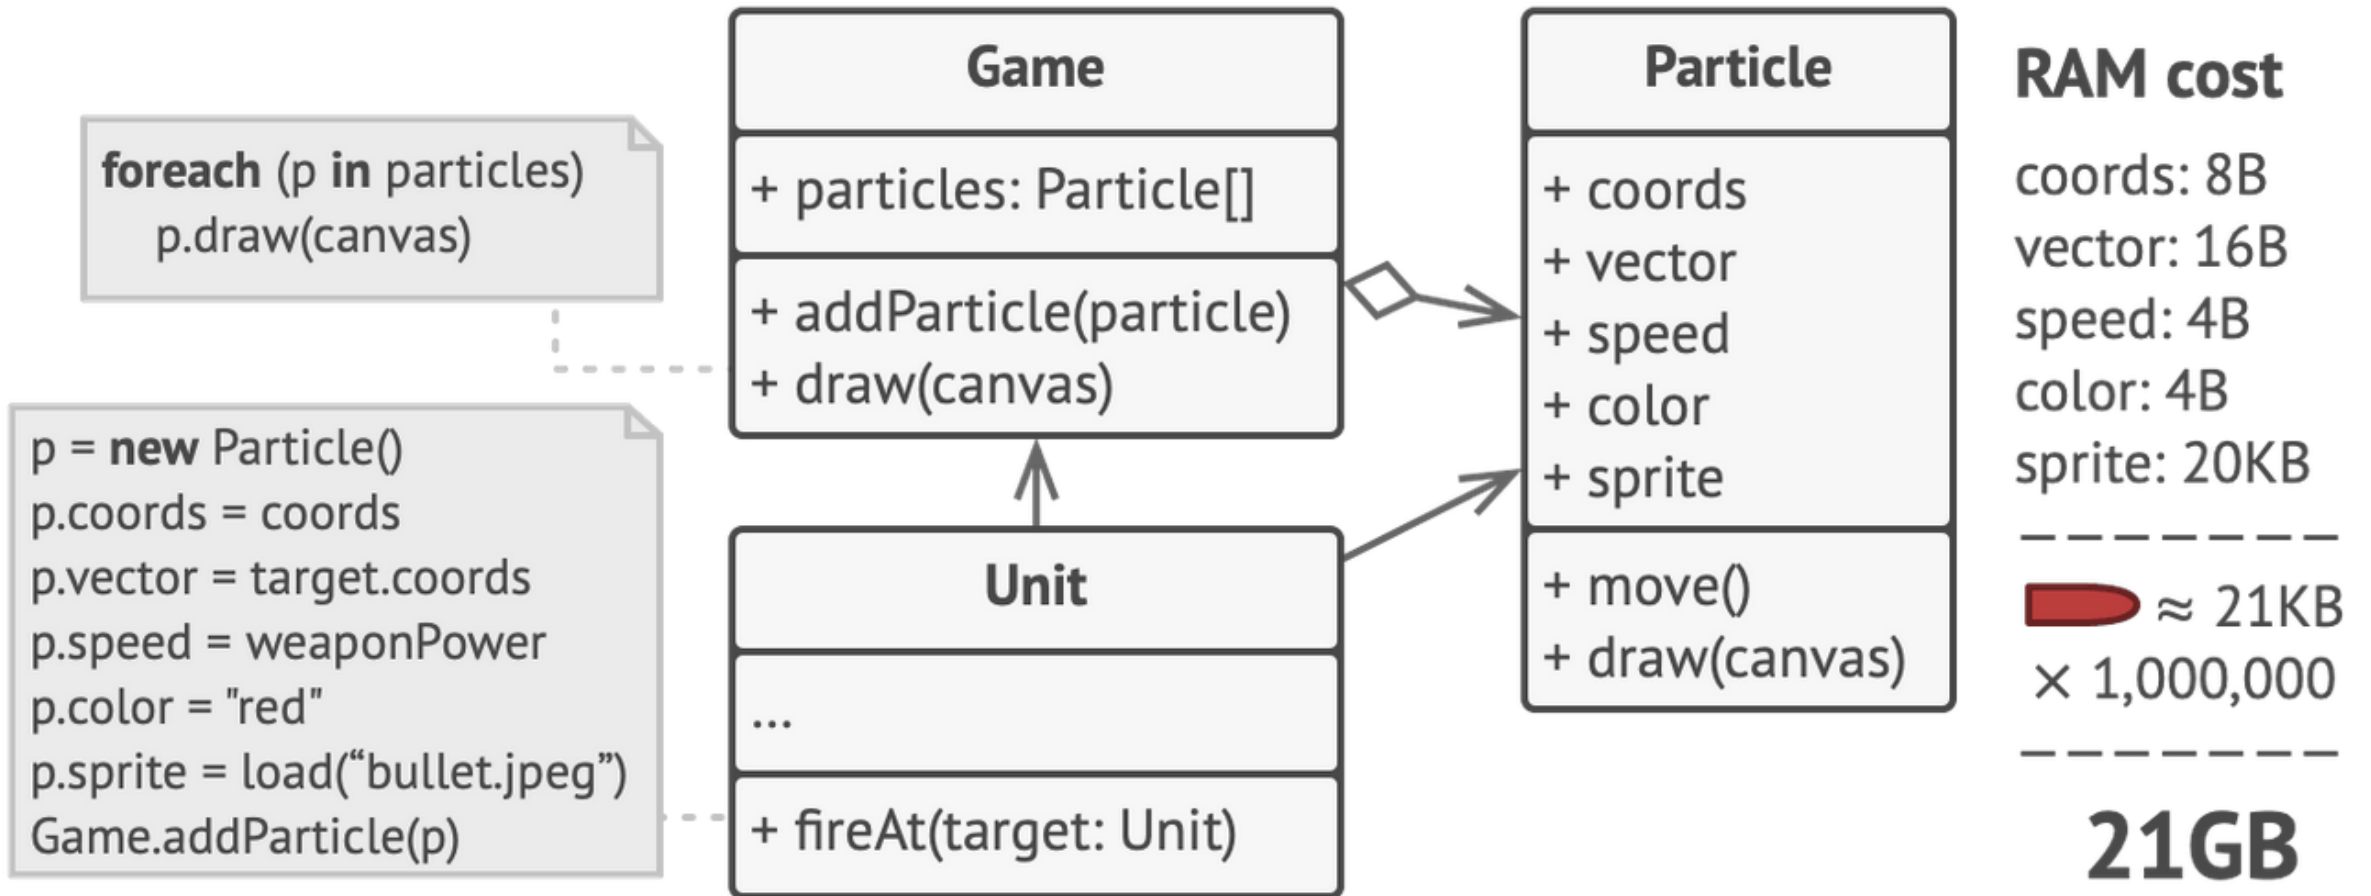 foreach (p in particles)
p.draw(canvas)
p = new Particle()
p.coords = coords
p.vector = target.coords
p.speed = weaponPower
p.color = "red"
p.sprite = load(“bullet.jpeg”)
Game.addParticle(p)
Game
+ particles: Particle[]
+ addParticle(particle)
+ draw(canvas)
Unit
...
+ fireAt(target: Unit)
Particle
+ coords
+ vector
+ speed
+ color
+ sprite
+ move()
+ draw(canvas)
RAM cost
coords: 8B
vector: 16B
speed: 4B
color: 4B
sprite: 20KB
≈ 21KB
× 1,000,000
21GB